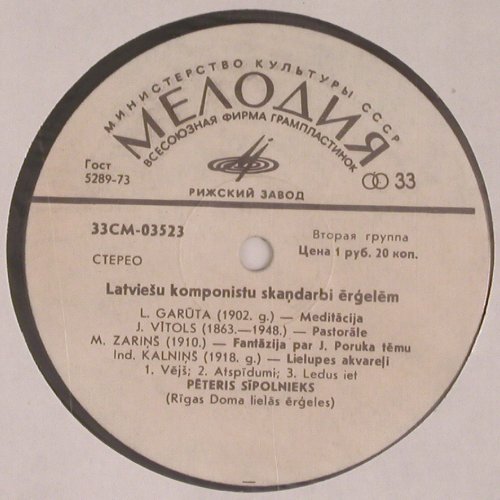 МИНИСТЕРСТВО КУЛЬТУРЫ СССР
МЕЛОДИЯ
ВСЕСОЮЗНАЯ ФИРМА ГРАМПЛАСТИНОК
Гост
5289-73
33
РИЖСКИЙ ЗАВОД
33СМ-03523
Вторая группа
Цена 1 руб. 20 коп.
СТЕРЕО
Latviešu komponistu skaņdarbi ērģelēm
L. GARŪTA (1902. g.) — Meditācija
J. VĪTOLS (1863.—1948.) — Pastorāle
M. ZARIŅŠ (1910.) — Fantāzija par J. Poruka tēmu
Ind. KALNIŅŠ (1918. g.) — Lielupes akvareļi
1. Vējš; 2. Atspīdumi; 3. Ledus iet
PĒTERIS SĪPOLNIEKS
(Rīgas Doma lielās ērģeles)